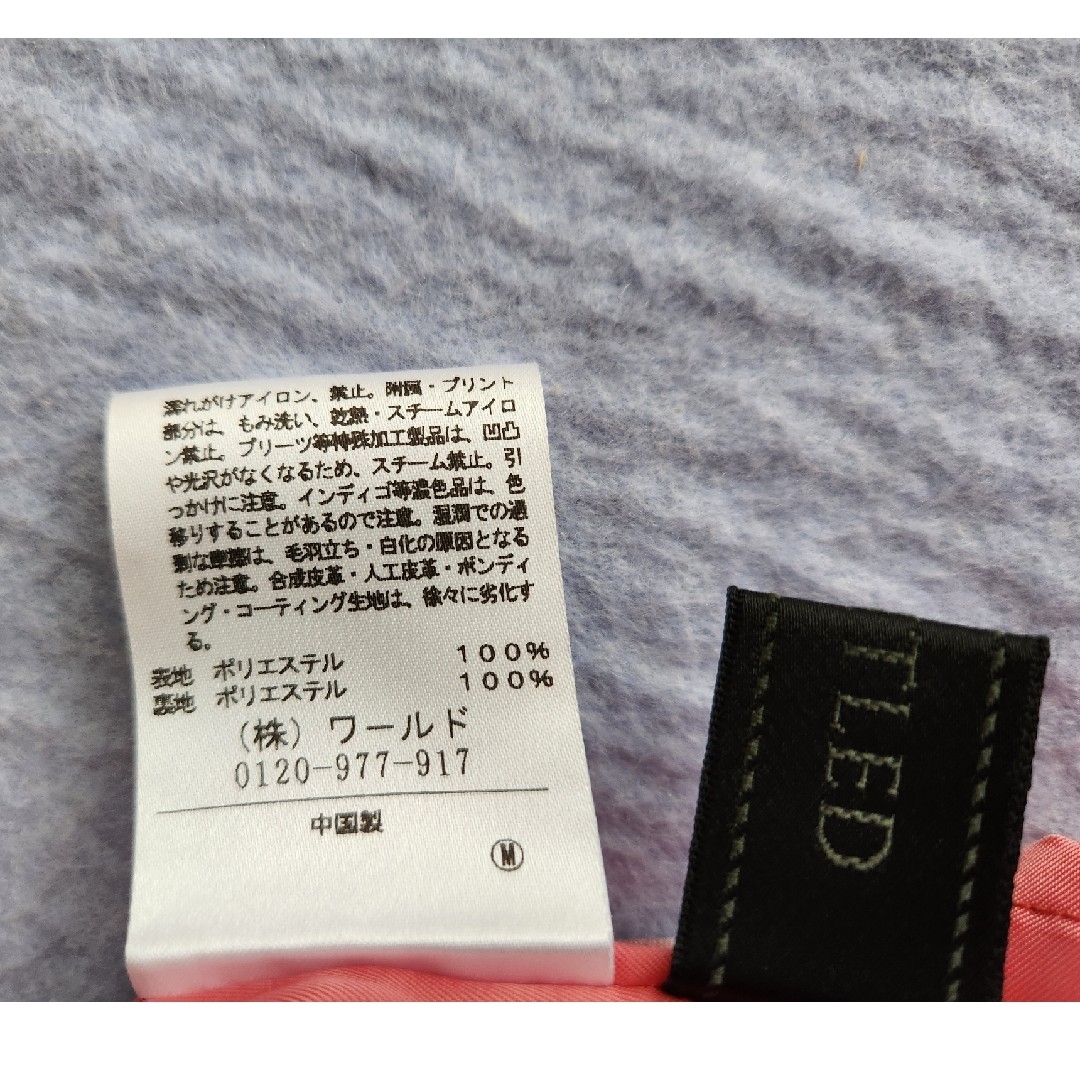 濡れがけアイロン、禁止。附属・プリント
部分は、もみ洗い、乾熱・スチームアイロ
ン禁止。プリーツ等特殊加工製品は、凹凸
や光沢がなくなるため、スチーム禁止。引
っかけに注意。インディゴ等濃色品は、色
移りすることがあるので注意。湿潤での過
剰な摩擦は、毛羽立ち・白化の原因となる
ため注意。合成皮革・人工皮革・ボンディ
ング・コーティング生地は、徐々に劣化す
る。
表地 ポリエステル 100%
裏地 ポリエステル 100%
(株) ワールド
0120-977-917
中国製
Ⓜ
TLED